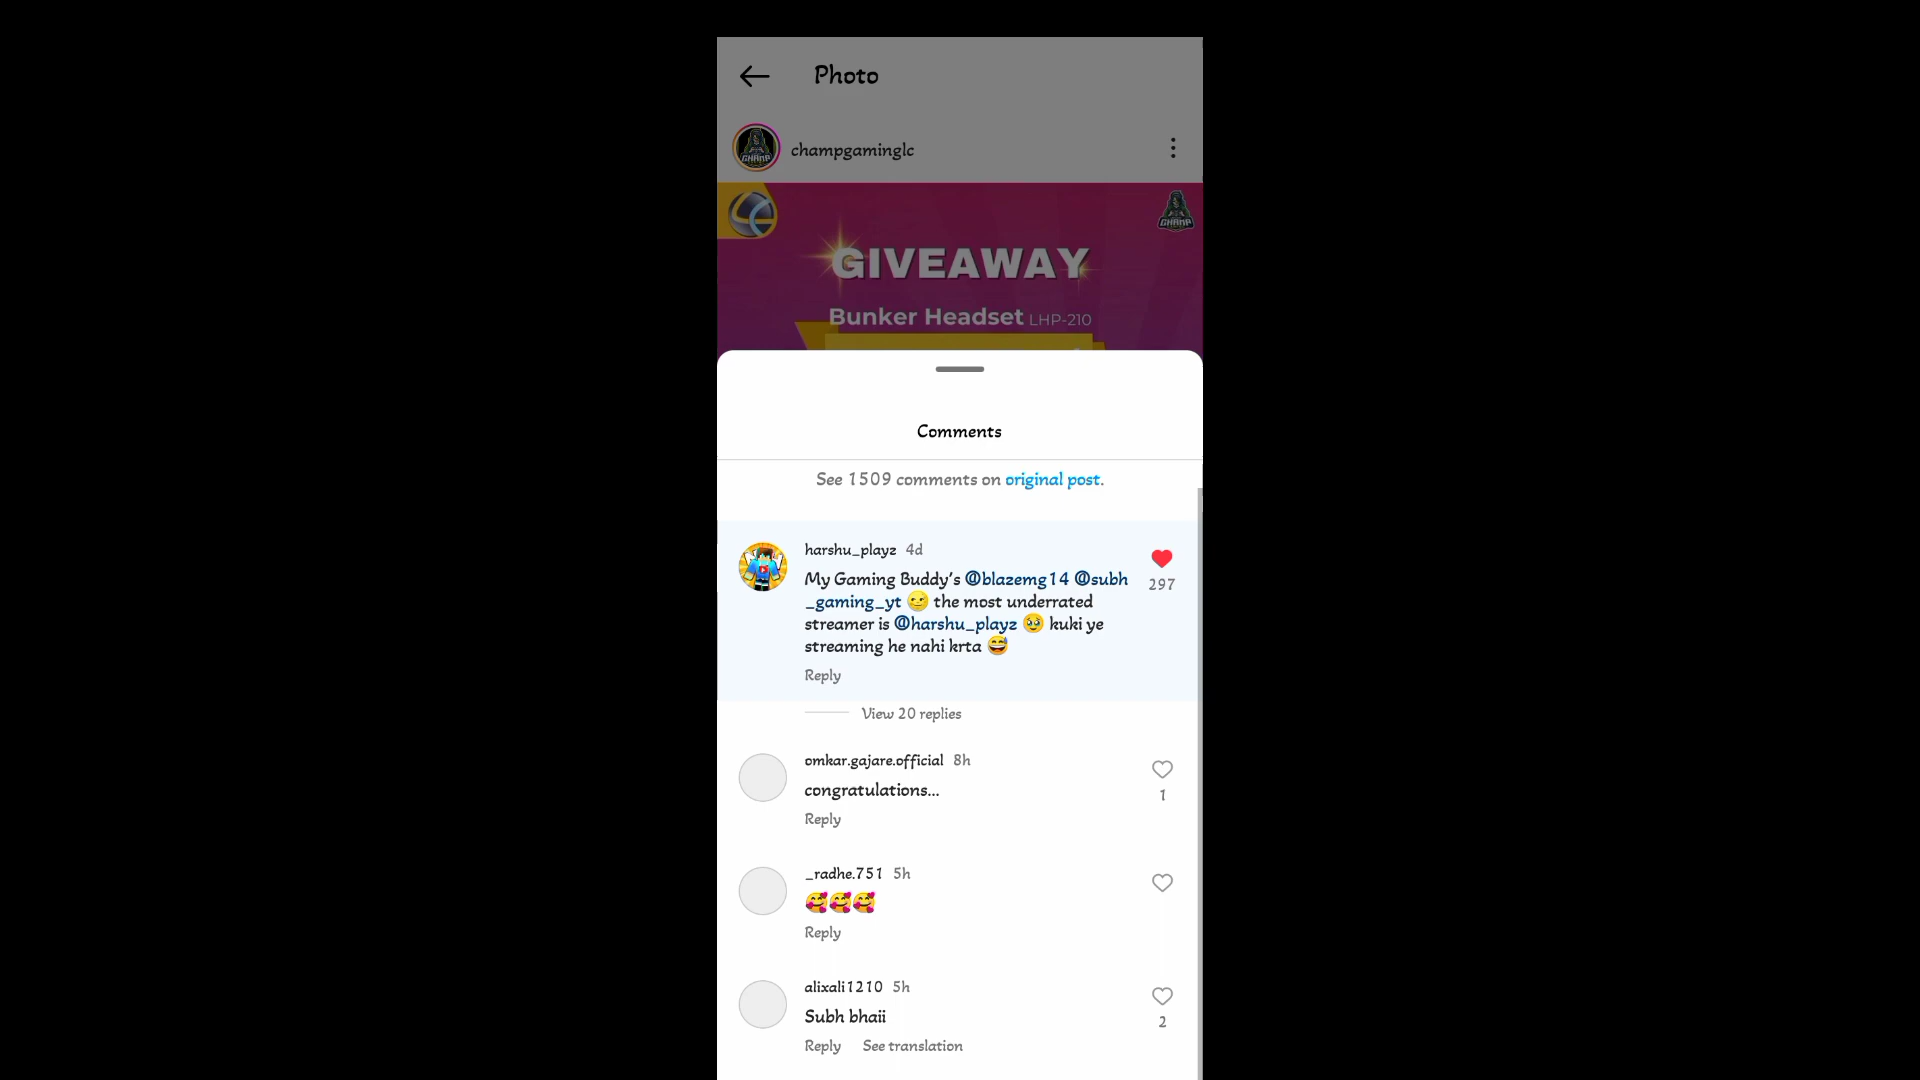 Photo
champgaminglc
GIVEAWAY
Bunker Headset LHP-210
Comments
See 1509 comments on original post.
harshu_playz 4d
My Gaming Buddy's @blazemg14 @subh
_gaming_yt 😏 the most underrated
streamer is @harshu_playz 🥹 kuki ye
streaming he nahi krta 😅
297
Reply
View 20 replies
omkar.gajare.official 8h
congratulations...
1
Reply
_radhe.751 5h
🥰🥰🥰
Reply
alixali1210 5h
Subh bhaii
2
Reply See translation